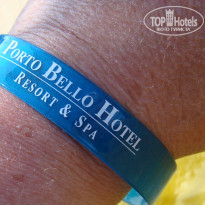 TOP Hotels
PORTO BELLO HOTEL
RESORT & SPA